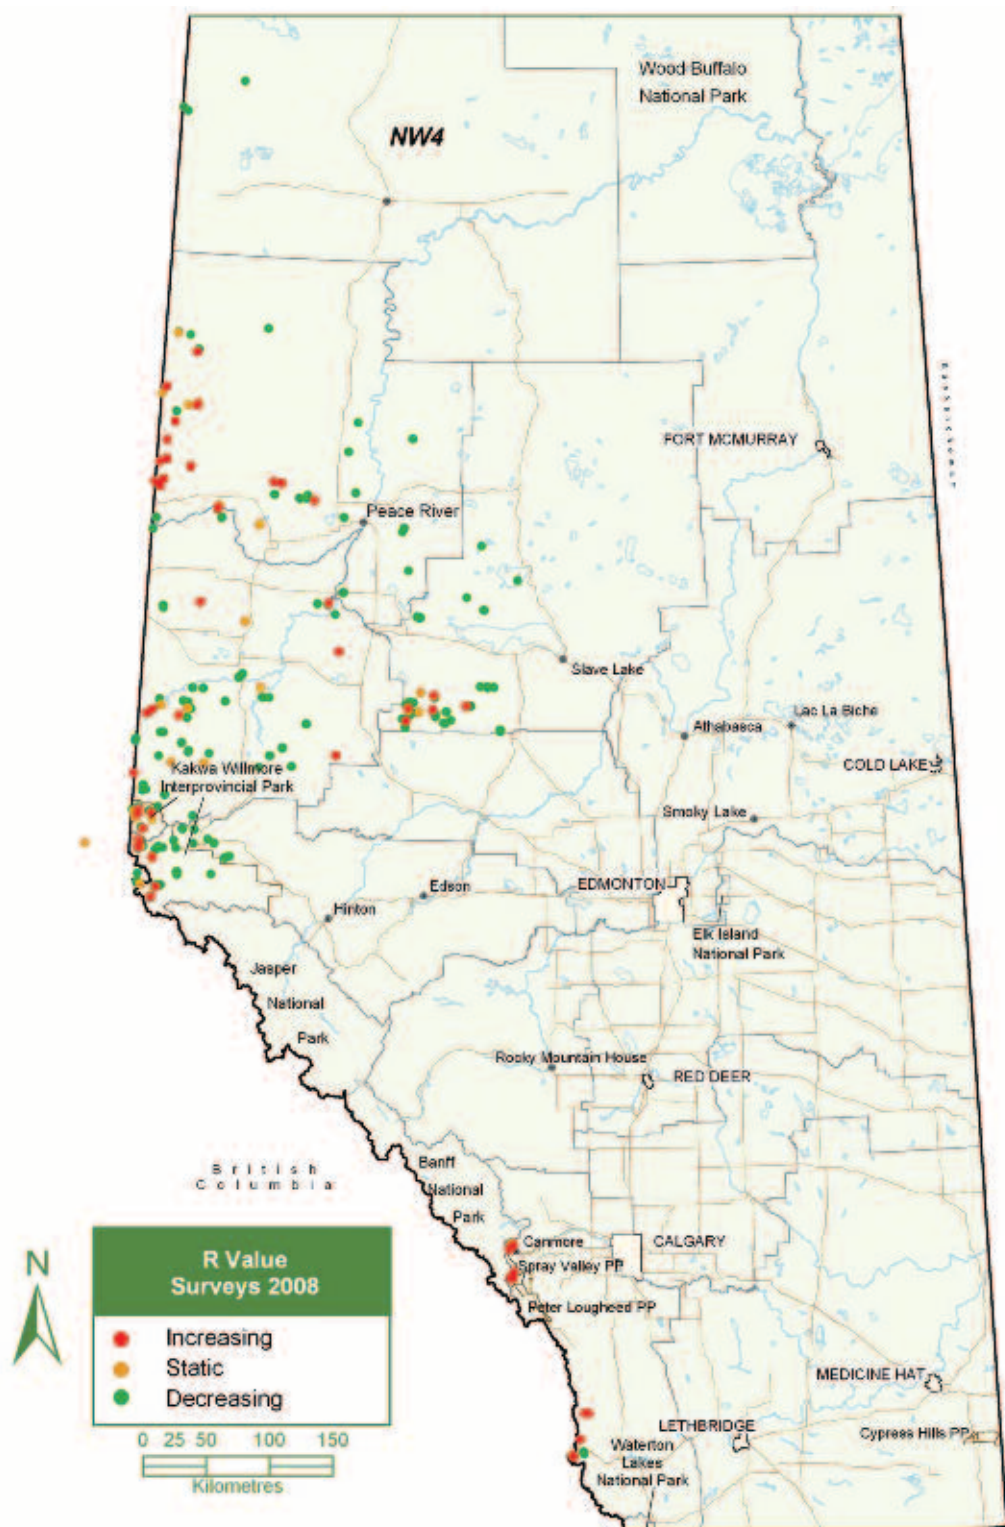 Wood Buffalo
National Park
NW4
FORT MCMURRAY
Peace River
Slave Lake
Lac La Biche
Athabasca
COLD LAKE
Kakwa Willmore
Interprovincial Park
Smoky Lake
EDMONTON
Edson
Hinton
Elk Island
National Park
Jasper
National
Park
Rocky Mountain House
RED DEER
British
Columbia
Banff
National
Park
Canmore
CALGARY
Spray Valley PP
Peter Lougheed PP
MEDICINE HAT
LETHBRIDGE
Cypress Hills PP
Waterton
Lakes
National Park
N
R Value
Surveys 2008
Increasing
Static
Decreasing
0 25 50 100 150
Kilometres